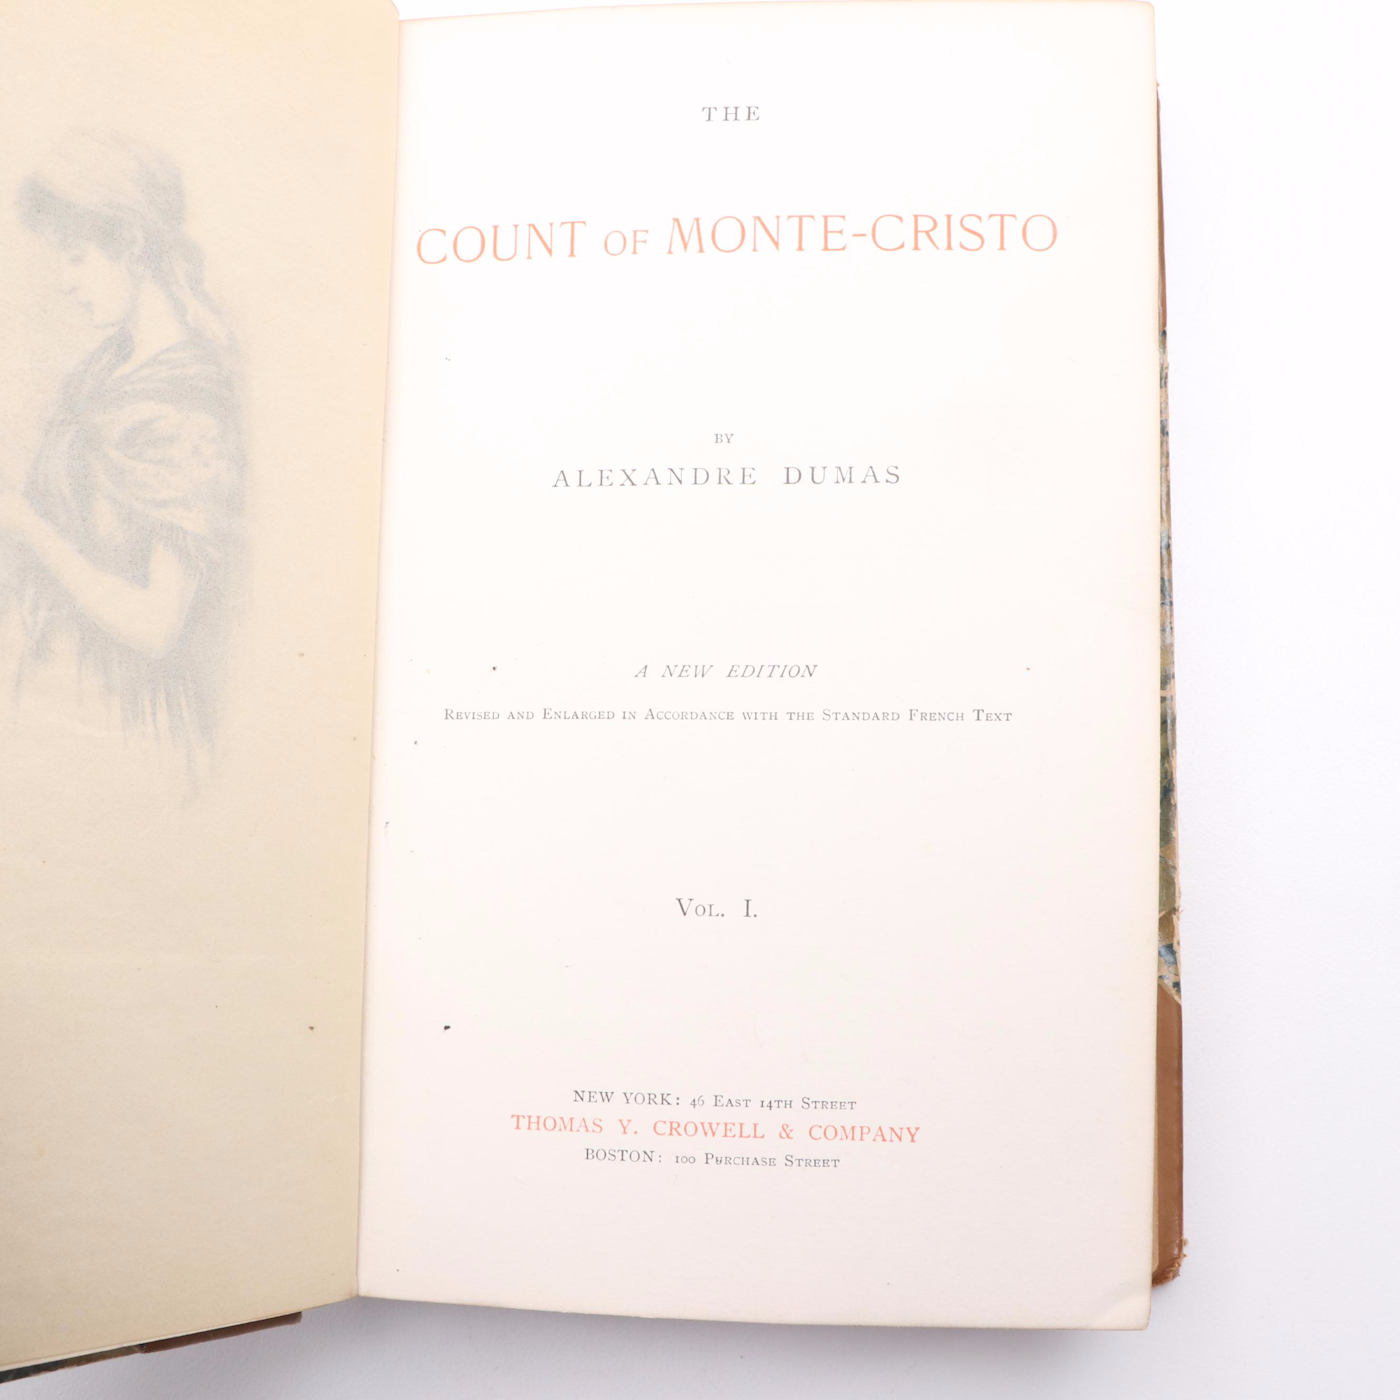 THE
COUNT OF MONTE-CRISTO
BY
ALEXANDRE DUMAS
A NEW EDITION
REVISED AND ENLARGED IN ACCORDANCE WITH THE STANDARD FRENCH TEXT
VOL. I.
NEW YORK: 46 EAST 14TH STREET
THOMAS Y. CROWELL & COMPANY
BOSTON: 100 PURCHASE STREET